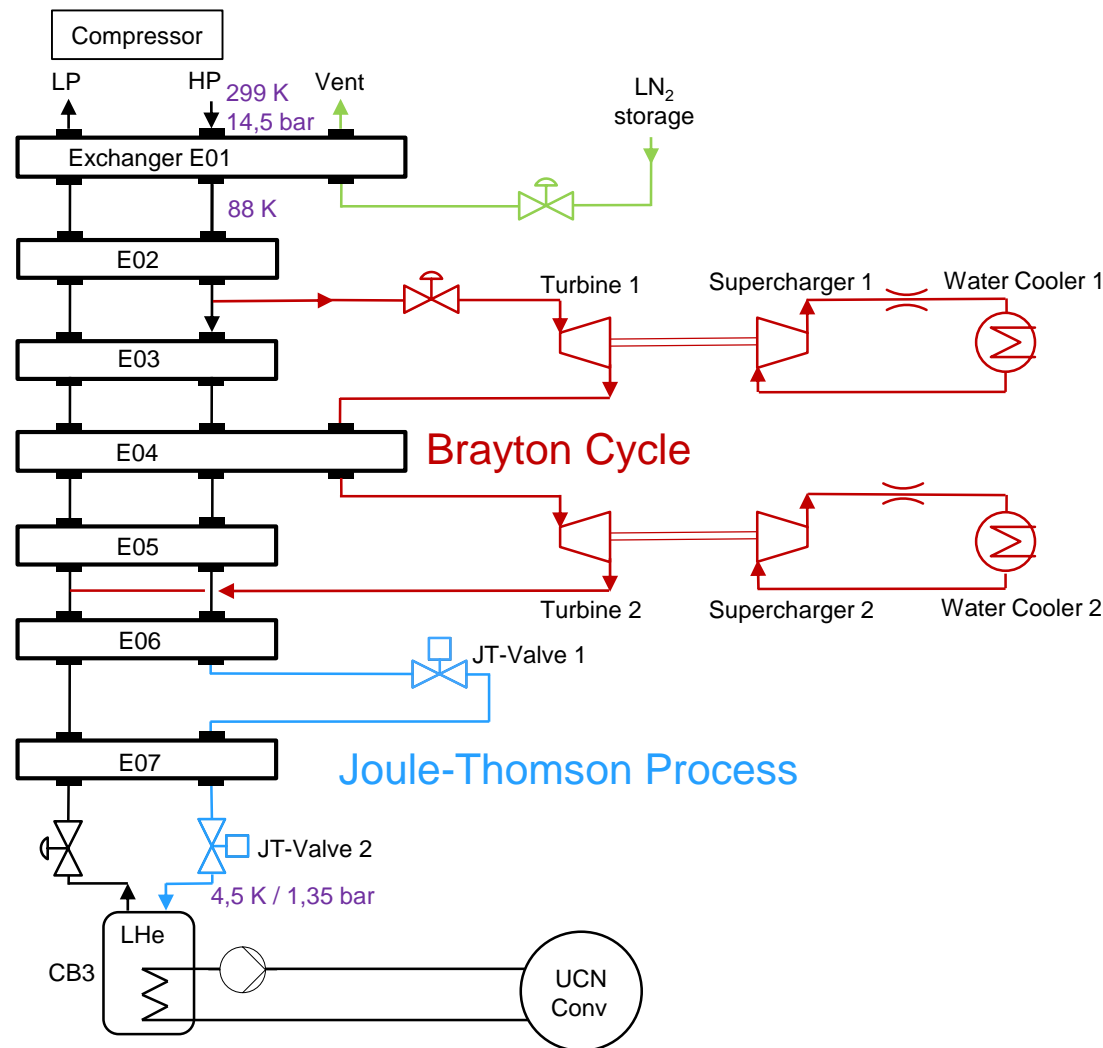 Compressor
LP
HP
Vent
LN₂
storage
299 K
14,5 bar
Exchanger E01
88 K
E02
Turbine 1
Supercharger 1
Water Cooler 1
E03
E04
Brayton Cycle
E05
Turbine 2
Supercharger 2
Water Cooler 2
E06
JT-Valve 1
E07
Joule-Thomson Process
JT-Valve 2
4,5 K / 1,35 bar
LHe
CB3
UCN
Conv